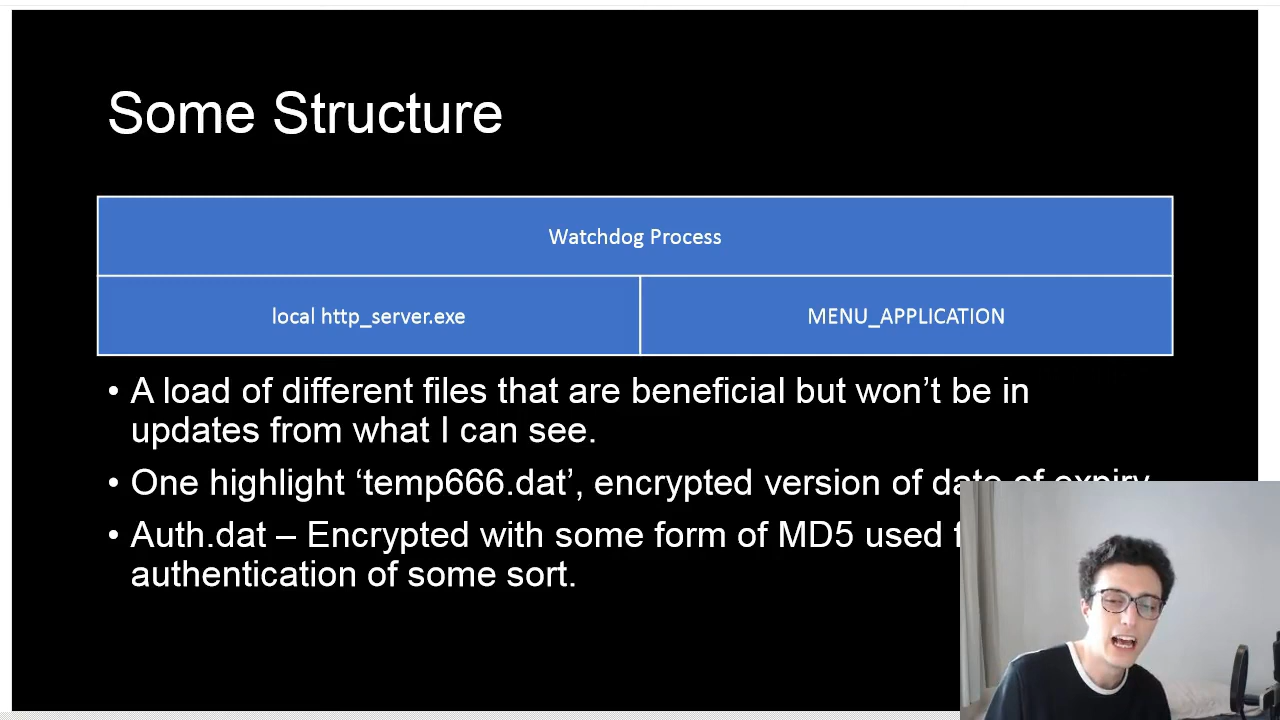 Some Structure
Watchdog Process
local http_server.exe
MENU_APPLICATION
• A load of different files that are beneficial but won’t be in
updates from what I can see.
• One highlight ‘temp666.dat’, encrypted version of date of expiry
• Auth.dat – Encrypted with some form of MD5 used
authentication of some sort.